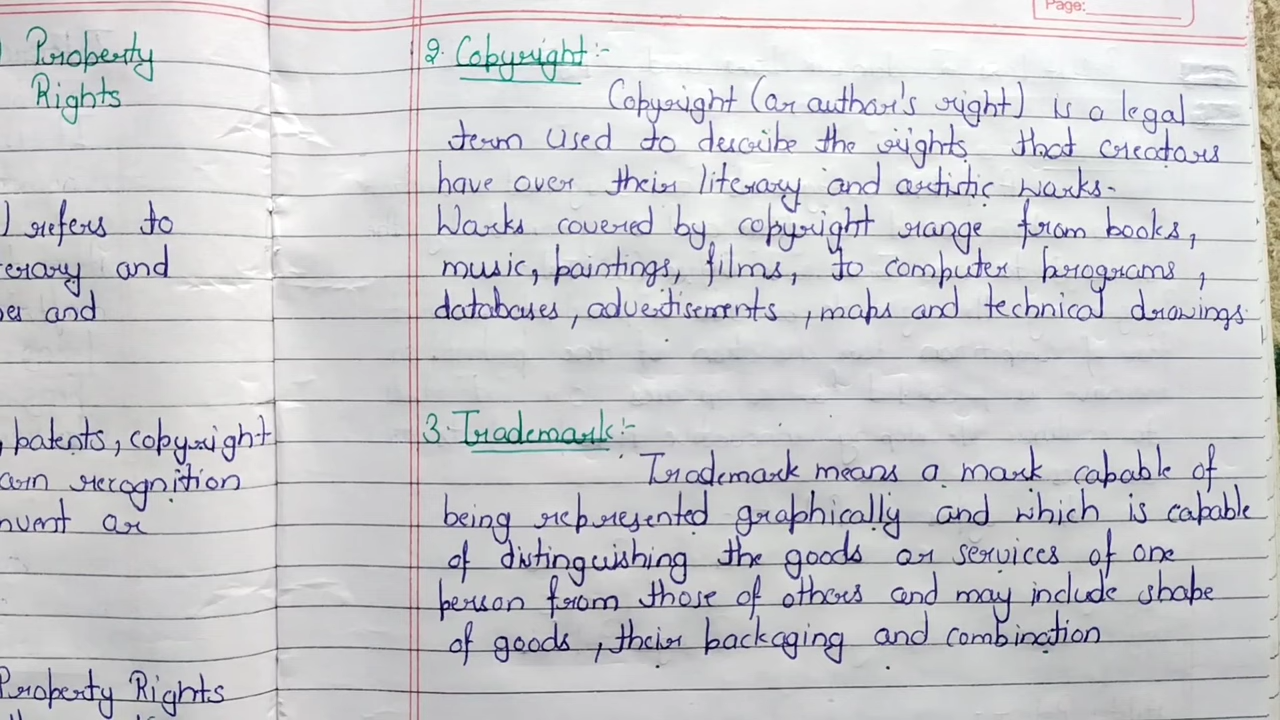 Property
Rights
refers to
and
and
, patents, copyright
recognition
or
Property Rights
Page:
2. Copyright :-
Copyright (or author's right) is a legal
term used to describe the rights that creators
have over their literary and artistic works.
Works covered by copyright range from books,
music, paintings, films, to computer programs,
databases, advertisements, maps and technical drawings
3. Trademark :-
Trademark means a mark capable of
being represented graphically and which is capable
of distinguishing the goods or services of one
person from those of others and may include shape
of goods, their packaging and combination